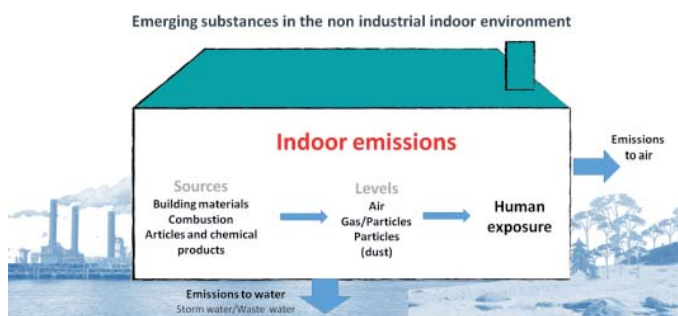 Emerging substances in the non industrial indoor environment
Indoor emissions
Sources
Building materials
Combustion
Articles and chemical
products
Levels
Air
Gas/Particles
Particles
(dust)
Human
exposure
Emissions
to air
Emissions to water
Storm water/Waste water